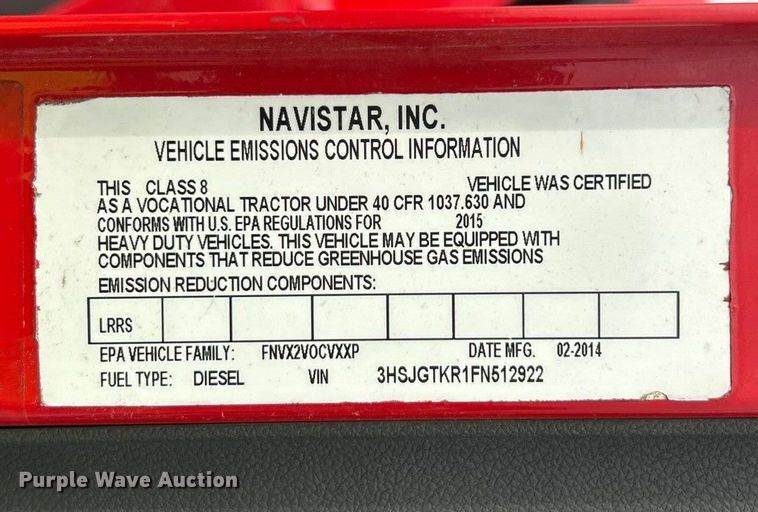 NAVISTAR, INC.
VEHICLE EMISSIONS CONTROL INFORMATION
THIS CLASS 8 VEHICLE WAS CERTIFIED
AS A VOCATIONAL TRACTOR UNDER 40 CFR 1037.630 AND
CONFORMS WITH U.S. EPA REGULATIONS FOR 2015
HEAVY DUTY VEHICLES. THIS VEHICLE MAY BE EQUIPPED WITH
COMPONENTS THAT REDUCE GREENHOUSE GAS EMISSIONS
EMISSION REDUCTION COMPONENTS:
LRRS
EPA VEHICLE FAMILY: FNVX2VOCVXXP DATE MFG. 02-2014
FUEL TYPE: DIESEL VIN 3HSJGTKR1FN512922
Purple Wave Auction